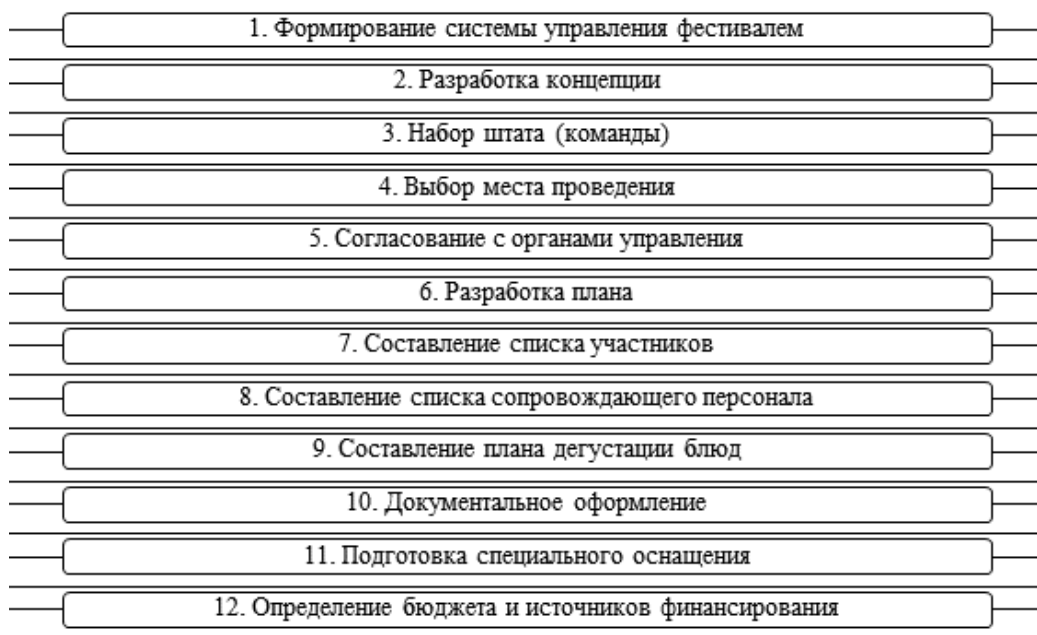 1. Формирование системы управления фестивалем
2. Разработка концепции
3. Набор штата (команды)
4. Выбор места проведения
5. Согласование с органами управления
6. Разработка плана
7. Составление списка участников
8. Составление списка сопровождающего персонала
9. Составление плана дегустации блюд
10. Документальное оформление
11. Подготовка специального оснащения
12. Определение бюджета и источников финансирования